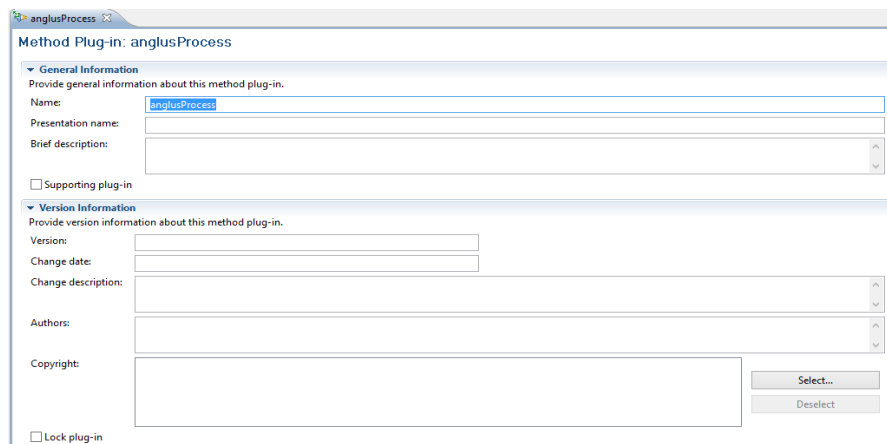 anglusProcess
Method Plug-in: anglusProcess
General Information
Provide general information about this method plug-in.
Name: anglusProcess
Presentation name:
Brief description:
Supporting plug-in
Version Information
Provide version information about this method plug-in.
Version:
Change date:
Change description:
Authors:
Copyright:
Select...
Deselect
Lock plug-in